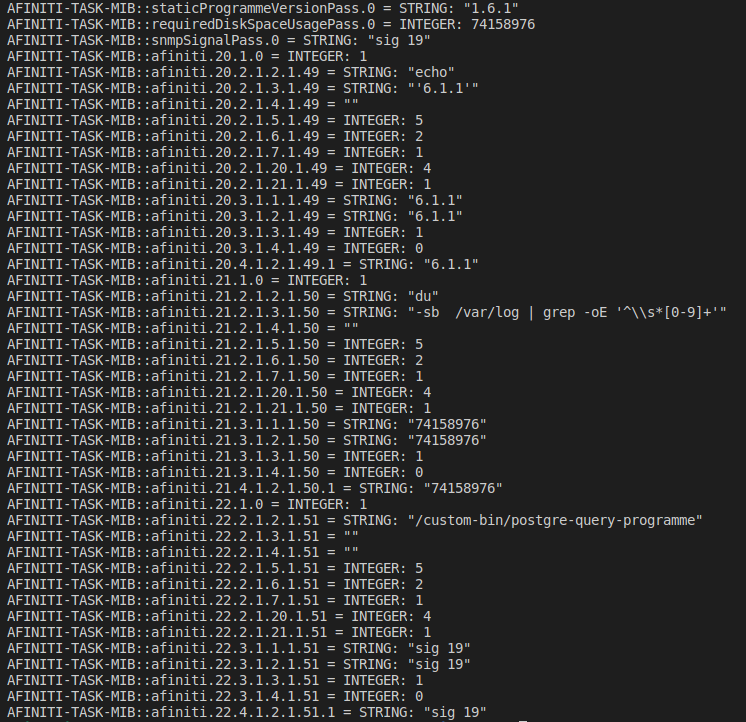 AFINITI-TASK-MIB::staticProgrammeVersionPass.0 = STRING: "1.6.1"
AFINITI-TASK-MIB::requiredDiskSpaceUsagePass.0 = INTEGER: 74158976
AFINITI-TASK-MIB::snmpSignalPass.0 = STRING: "sig 19"
AFINITI-TASK-MIB::afiniti.20.1.0 = INTEGER: 1
AFINITI-TASK-MIB::afiniti.20.2.1.2.1.49 = STRING: "echo"
AFINITI-TASK-MIB::afiniti.20.2.1.3.1.49 = STRING: "'6.1.1'"
AFINITI-TASK-MIB::afiniti.20.2.1.4.1.49 = ""
AFINITI-TASK-MIB::afiniti.20.2.1.5.1.49 = INTEGER: 5
AFINITI-TASK-MIB::afiniti.20.2.1.6.1.49 = INTEGER: 2
AFINITI-TASK-MIB::afiniti.20.2.1.7.1.49 = INTEGER: 1
AFINITI-TASK-MIB::afiniti.20.2.1.20.1.49 = INTEGER: 4
AFINITI-TASK-MIB::afiniti.20.2.1.21.1.49 = INTEGER: 1
AFINITI-TASK-MIB::afiniti.20.3.1.1.1.49 = STRING: "6.1.1"
AFINITI-TASK-MIB::afiniti.20.3.1.2.1.49 = STRING: "6.1.1"
AFINITI-TASK-MIB::afiniti.20.3.1.3.1.49 = INTEGER: 1
AFINITI-TASK-MIB::afiniti.20.3.1.4.1.49 = INTEGER: 0
AFINITI-TASK-MIB::afiniti.20.4.1.2.1.49.1 = STRING: "6.1.1"
AFINITI-TASK-MIB::afiniti.21.1.0 = INTEGER: 1
AFINITI-TASK-MIB::afiniti.21.2.1.2.1.50 = STRING: "du"
AFINITI-TASK-MIB::afiniti.21.2.1.3.1.50 = STRING: "-sb  /var/log | grep -oE '^\\s*[0-9]+'"
AFINITI-TASK-MIB::afiniti.21.2.1.4.1.50 = ""
AFINITI-TASK-MIB::afiniti.21.2.1.5.1.50 = INTEGER: 5
AFINITI-TASK-MIB::afiniti.21.2.1.6.1.50 = INTEGER: 2
AFINITI-TASK-MIB::afiniti.21.2.1.7.1.50 = INTEGER: 1
AFINITI-TASK-MIB::afiniti.21.2.1.20.1.50 = INTEGER: 4
AFINITI-TASK-MIB::afiniti.21.2.1.21.1.50 = INTEGER: 1
AFINITI-TASK-MIB::afiniti.21.3.1.1.1.50 = STRING: "74158976"
AFINITI-TASK-MIB::afiniti.21.3.1.2.1.50 = STRING: "74158976"
AFINITI-TASK-MIB::afiniti.21.3.1.3.1.50 = INTEGER: 1
AFINITI-TASK-MIB::afiniti.21.3.1.4.1.50 = INTEGER: 0
AFINITI-TASK-MIB::afiniti.21.4.1.2.1.50.1 = STRING: "74158976"
AFINITI-TASK-MIB::afiniti.22.1.0 = INTEGER: 1
AFINITI-TASK-MIB::afiniti.22.2.1.2.1.51 = STRING: "/custom-bin/postgre-query-programme"
AFINITI-TASK-MIB::afiniti.22.2.1.3.1.51 = ""
AFINITI-TASK-MIB::afiniti.22.2.1.4.1.51 = ""
AFINITI-TASK-MIB::afiniti.22.2.1.5.1.51 = INTEGER: 5
AFINITI-TASK-MIB::afiniti.22.2.1.6.1.51 = INTEGER: 2
AFINITI-TASK-MIB::afiniti.22.2.1.7.1.51 = INTEGER: 1
AFINITI-TASK-MIB::afiniti.22.2.1.20.1.51 = INTEGER: 4
AFINITI-TASK-MIB::afiniti.22.2.1.21.1.51 = INTEGER: 1
AFINITI-TASK-MIB::afiniti.22.3.1.1.1.51 = STRING: "sig 19"
AFINITI-TASK-MIB::afiniti.22.3.1.2.1.51 = STRING: "sig 19"
AFINITI-TASK-MIB::afiniti.22.3.1.3.1.51 = INTEGER: 1
AFINITI-TASK-MIB::afiniti.22.3.1.4.1.51 = INTEGER: 0
AFINITI-TASK-MIB::afiniti.22.4.1.2.1.51.1 = STRING: "sig 19"